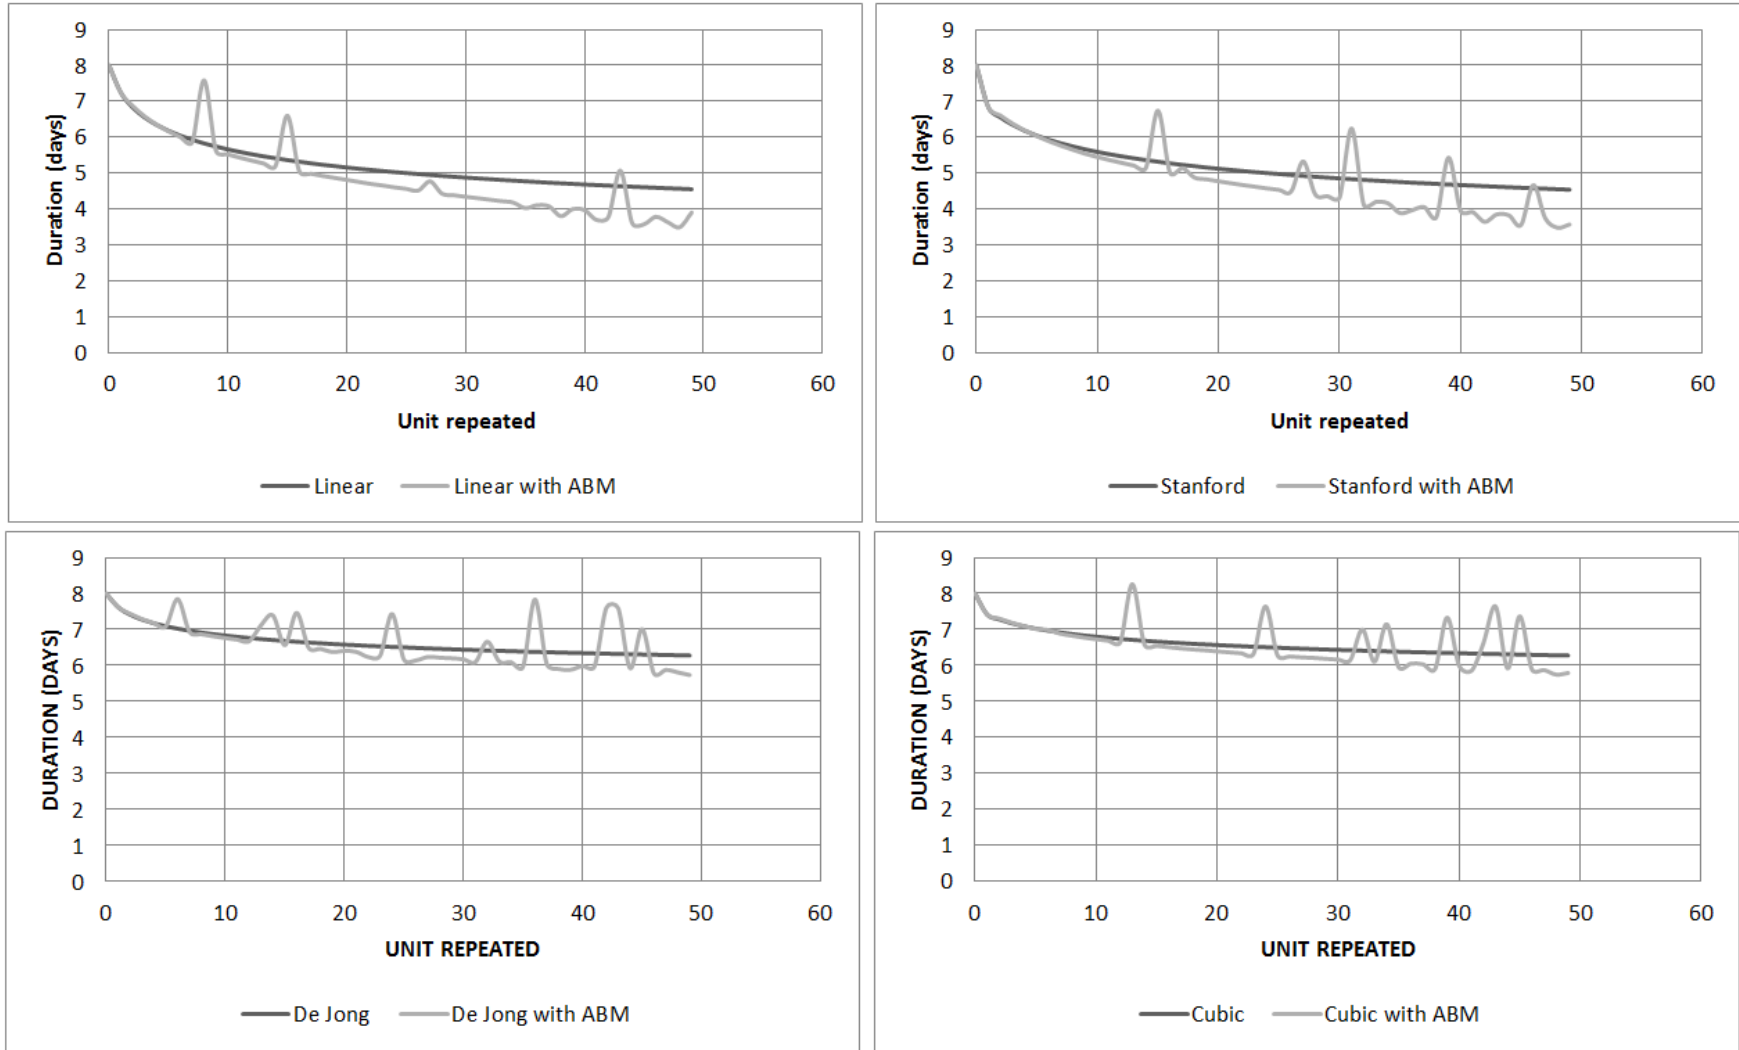 9
8
7
6
5
4
3
2
1
0
Duration (days)
0 10 20 30 40 50 60
Unit repeated
Linear Linear with ABM
9
8
7
6
5
4
3
2
1
0
Duration (days)
0 10 20 30 40 50 60
Unit repeated
Stanford Stanford with ABM
9
8
7
6
5
4
3
2
1
0
DURATION (DAYS)
0 10 20 30 40 50 60
UNIT REPEATED
De Jong De Jong with ABM
9
8
7
6
5
4
3
2
1
0
DURATION (DAYS)
0 10 20 30 40 50 60
UNIT REPEATED
Cubic Cubic with ABM